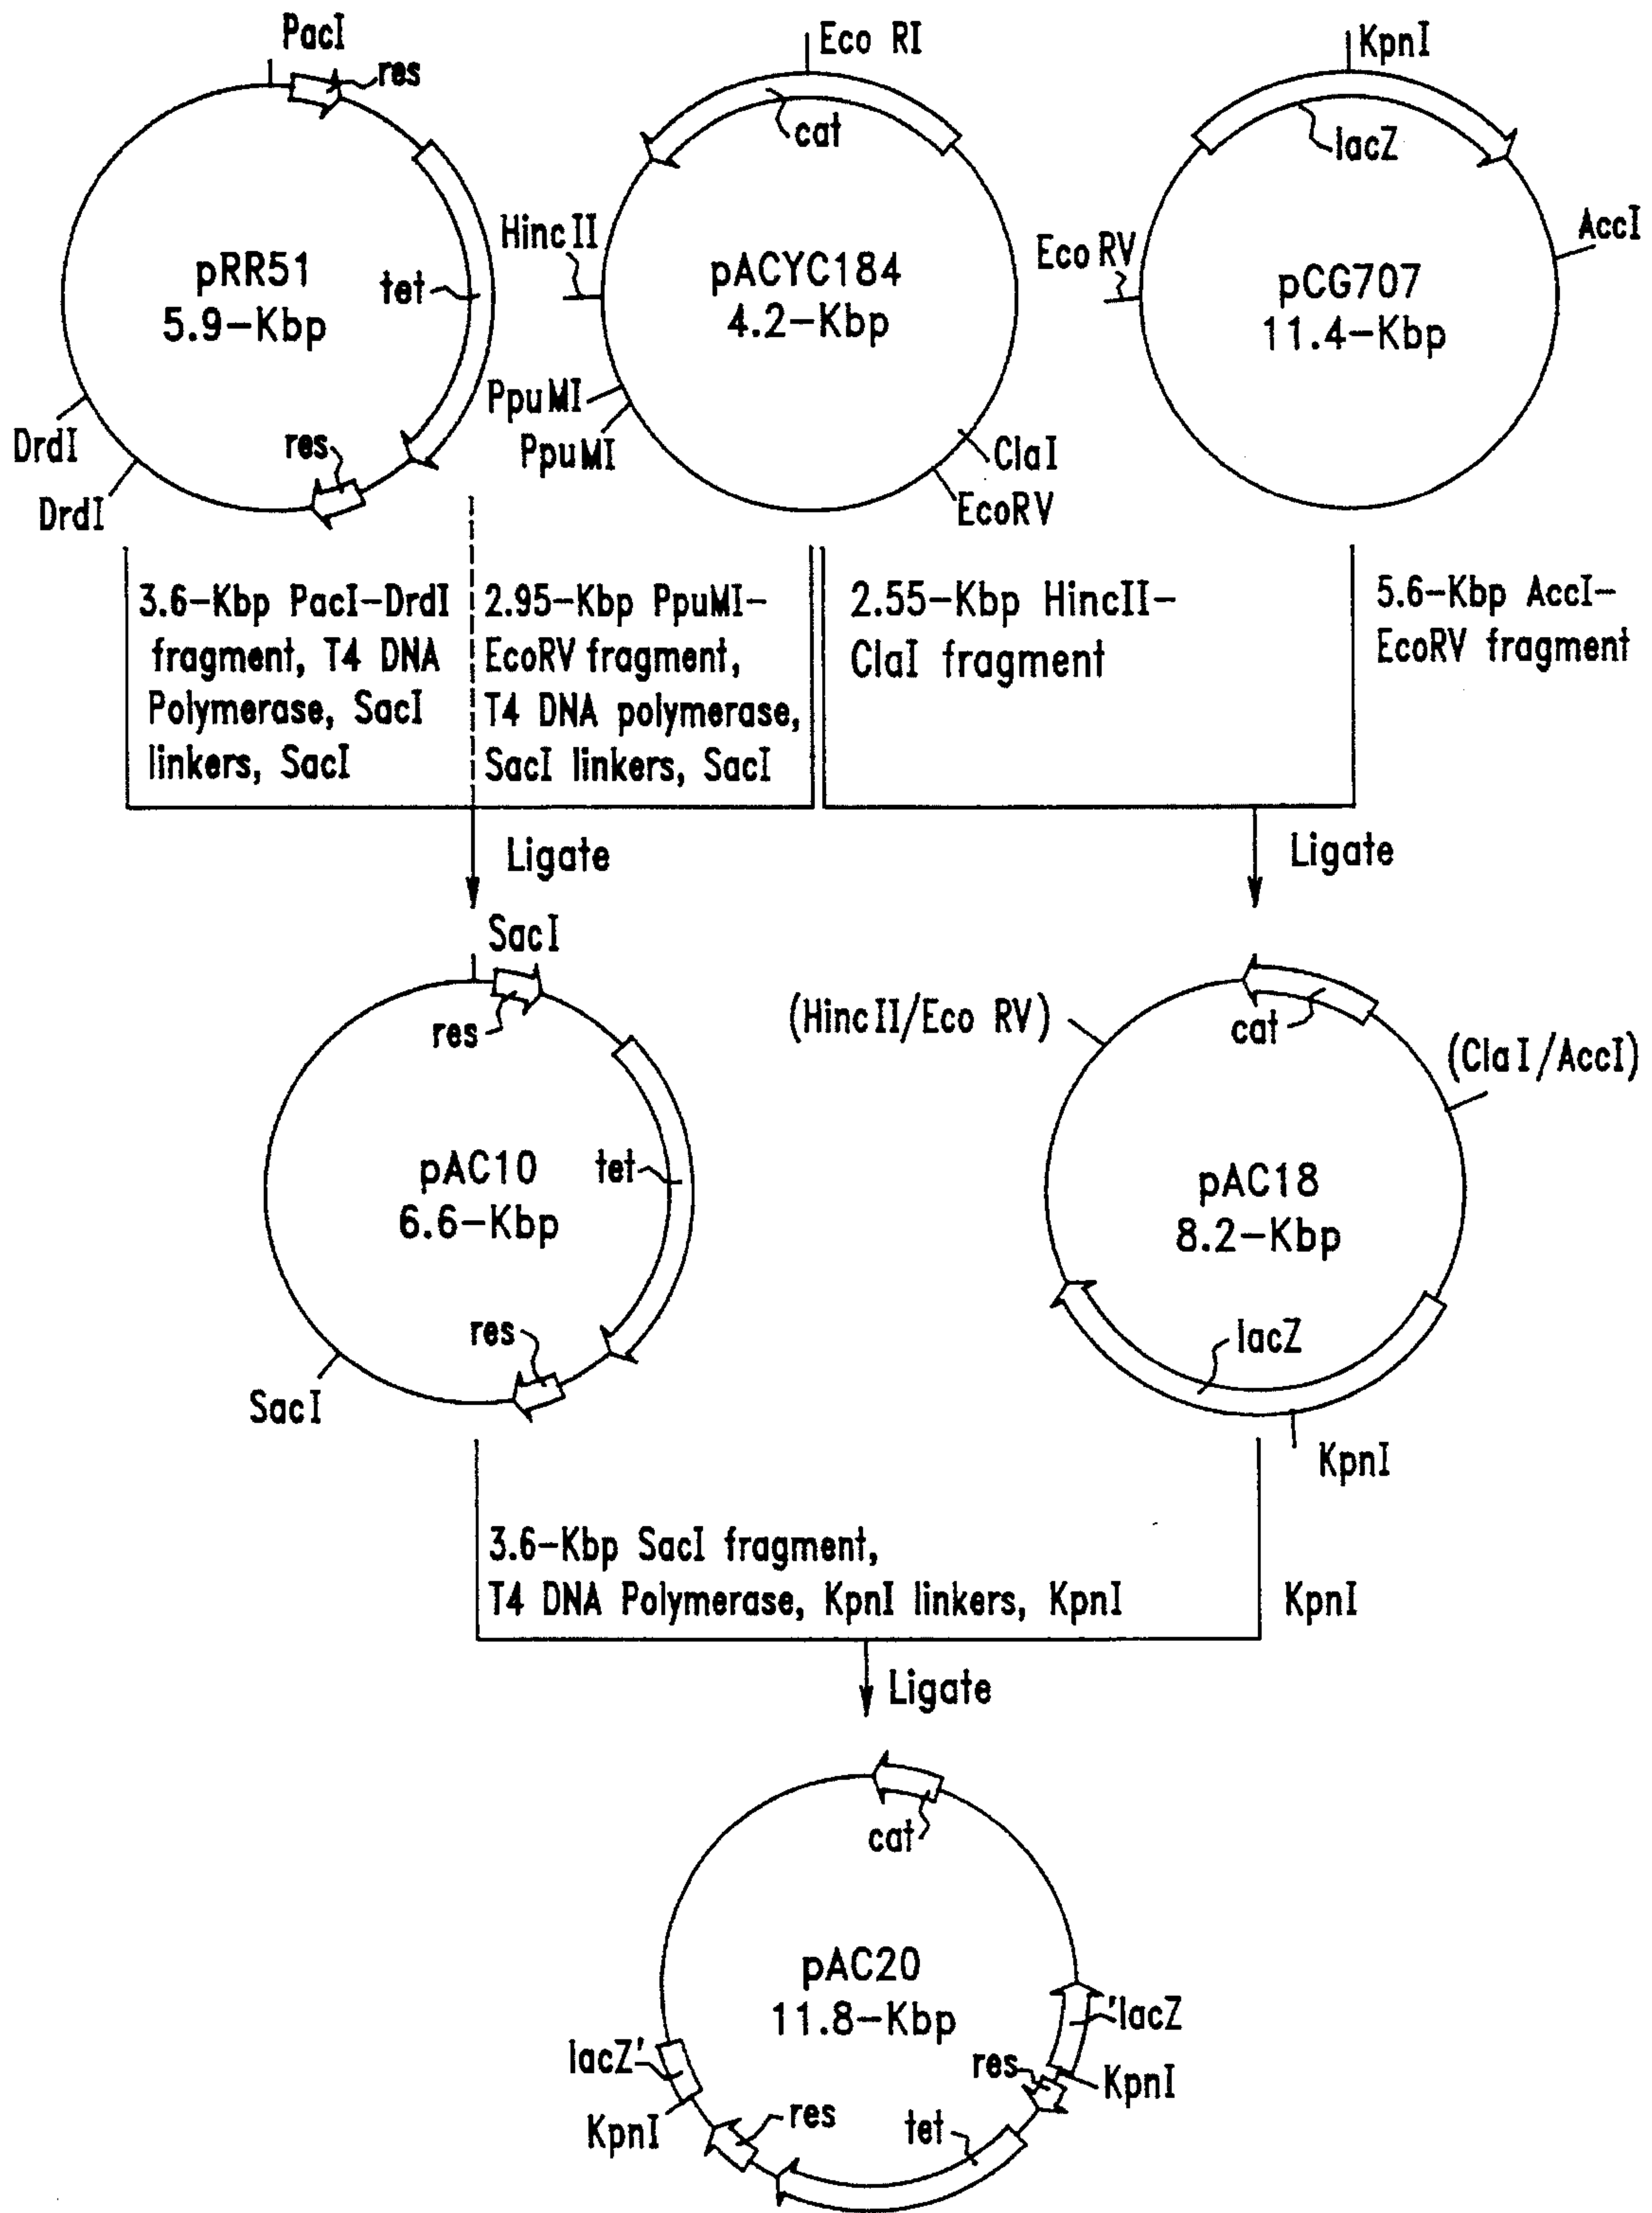 PacI
res
pRR51
5.9-Kbp
tet
DrdI
DrdI
res
Eco RI
cat
Hinc II
pACYC184
4.2-Kbp
PpuMI
PpuMI
ClaI
EcoRV
KpnI
lacZ
AccI
Eco RV
pCG707
11.4-Kbp
3.6-Kbp PacI-DrdI
fragment, T4 DNA
Polymerase, SacI
linkers, SacI
2.95-Kbp PpuMI-
EcoRV fragment,
T4 DNA polymerase,
SacI linkers, SacI
2.55-Kbp HincII-
ClaI fragment
5.6-Kbp AccI-
EcoRV fragment
Ligate
Ligate
SacI
res
pAC10
6.6-Kbp
tet
res
SacI
(Hinc II/Eco RV)
cat
(Cla I/AccI)
pAC18
8.2-Kbp
lacZ
KpnI
3.6-Kbp SacI fragment,
T4 DNA Polymerase, KpnI linkers, KpnI
KpnI
Ligate
cat
pAC20
11.8-Kbp
'lacZ
lacZ'
res
KpnI
KpnI
res
tet